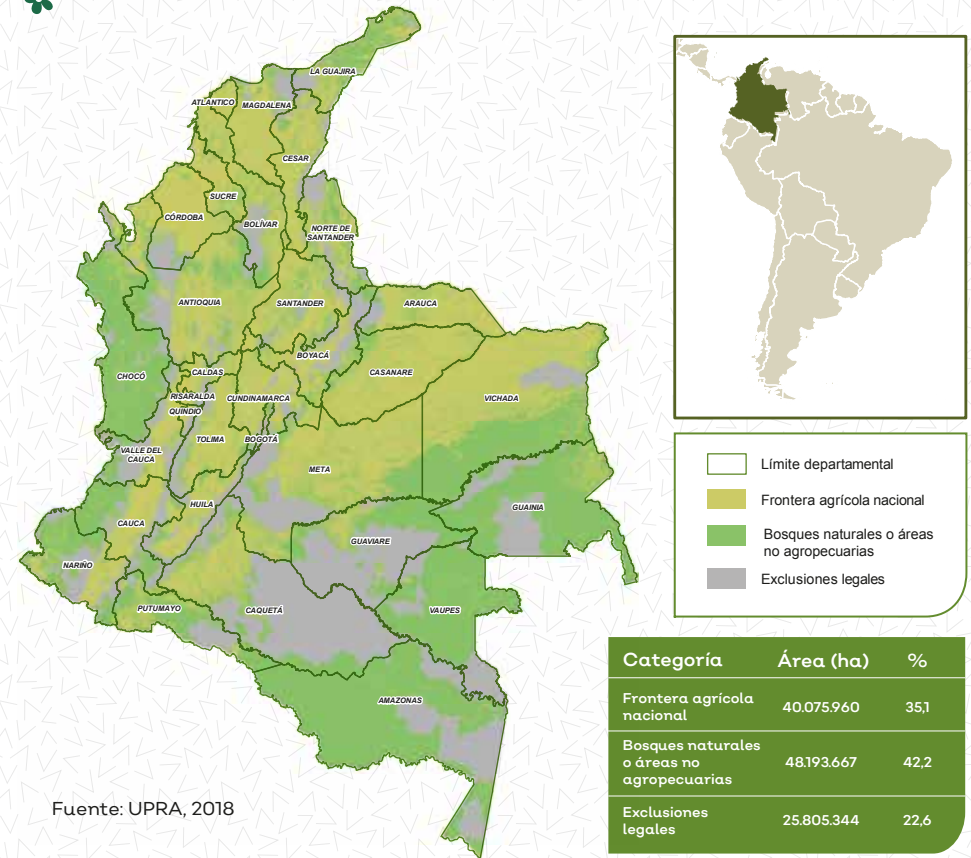 LA GUAJIRA
ATLANTICO
MAGDALENA
CESAR
SUCRE
CÓRDOBA
BOLÍVAR
NORTE DE
SANTANDER
ANTIOQUIA
SANTANDER
ARAUCA
BOYACÁ
CHOCÓ
CALDAS
CASANARE
RISARALDA
CUNDINAMARCA
VICHADA
QUINDIO
TOLIMA
BOGOTÁ
VALLE DEL
CAUCA
META
HUILA
GUAINIA
CAUCA
GUAVIARE
NARIÑO
PUTUMAYO
CAQUETÁ
VAUPES
AMAZONAS
Fuente: UPRA, 2018
Límite departamental
Frontera agrícola nacional
Bosques naturales o áreas
no agropecuarias
Exclusiones legales
Categoría Área (ha) %
Frontera agrícola
nacional
40.075.960 35,1
Bosques naturales
o áreas no
agropecuarias
48.193.667 42,2
Exclusiones
legales
25.805.344 22,6